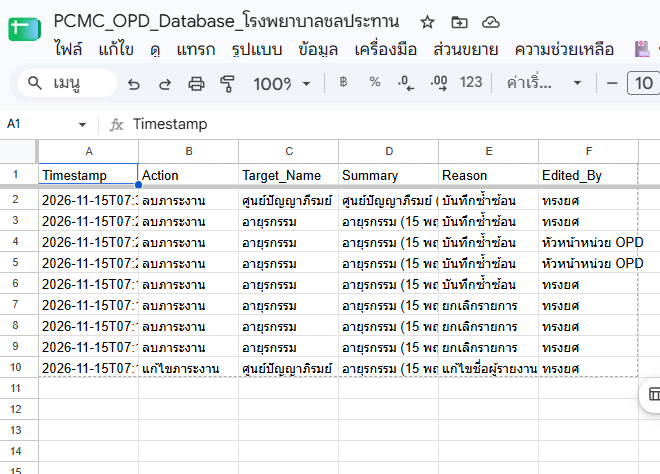 PCMC_OPD_Database_โรงพยาบาลชลประทาน
ไฟล์ แก้ไข ดู แทรก รูปแบบ ข้อมูล เครื่องมือ ส่วนขยาย ความช่วยเหลือ
เมนู 100% ฿ % .0 .00 123 ค่าเริ่... 10
A1 fx Timestamp
A B C D E F
1 Timestamp Action Target_Name Summary Reason Edited_By
2 2026-11-15T07: ลบภาระงาน ศูนย์ปัญญาภิรมย์ ศูนย์ปัญญาภิรมย์ ( บันทึกซ้ำซ้อน ทรงยศ
3 2026-11-15T07:2 ลบภาระงาน อายุรกรรม อายุรกรรม (15 พฤ บันทึกซ้ำซ้อน ทรงยศ
4 2026-11-15T07:2 ลบภาระงาน อายุรกรรม อายุรกรรม (15 พฤ บันทึกซ้ำซ้อน หัวหน้าหน่วย OPD
5 2026-11-15T07:2 ลบภาระงาน อายุรกรรม อายุรกรรม (15 พฤ บันทึกซ้ำซ้อน หัวหน้าหน่วย OPD
6 2026-11-15T07:1 ลบภาระงาน อายุรกรรม อายุรกรรม (15 พฤ บันทึกซ้ำซ้อน ทรงยศ
7 2026-11-15T07:1 ลบภาระงาน อายุรกรรม อายุรกรรม (15 พฤ ยกเลิกรายการ ทรงยศ
8 2026-11-15T07:1 ลบภาระงาน อายุรกรรม อายุรกรรม (15 พฤ ยกเลิกรายการ ทรงยศ
9 2026-11-15T07:1 ลบภาระงาน อายุรกรรม อายุรกรรม (15 พฤ ยกเลิกรายการ ทรงยศ
10 2026-11-15T07:1 แก้ไขภาระงาน ศูนย์ปัญญาภิรมย์ อายุรกรรม (15 พฤ แก้ไขชื่อผู้รายงาน ทรงยศ
11
12
13
14
15